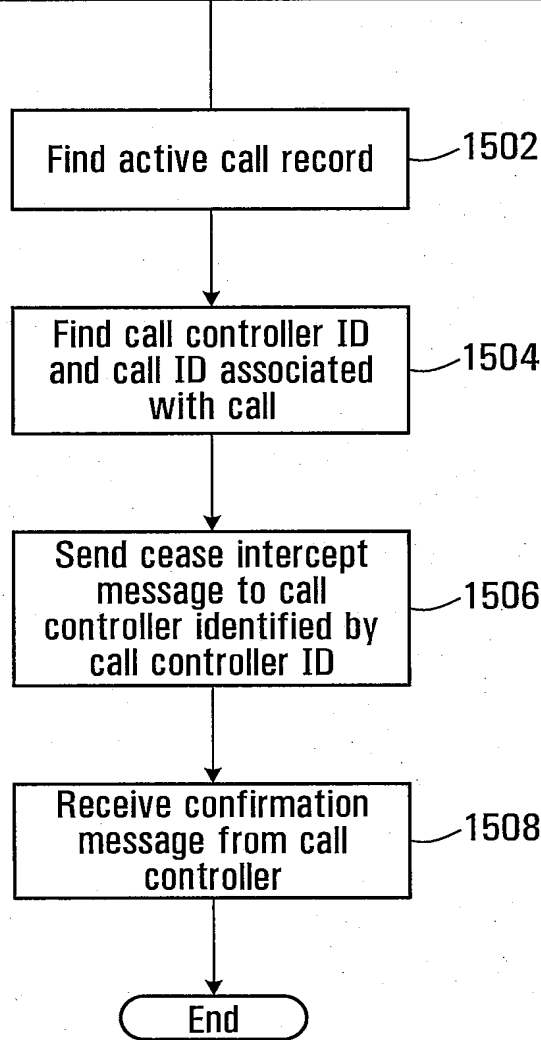 Find active call record
1502
Find call controller ID
and call ID associated
with call
1504
Send cease intercept
message to call
controller identified by
call controller ID
1506
Receive confirmation
message from call
controller
1508
End